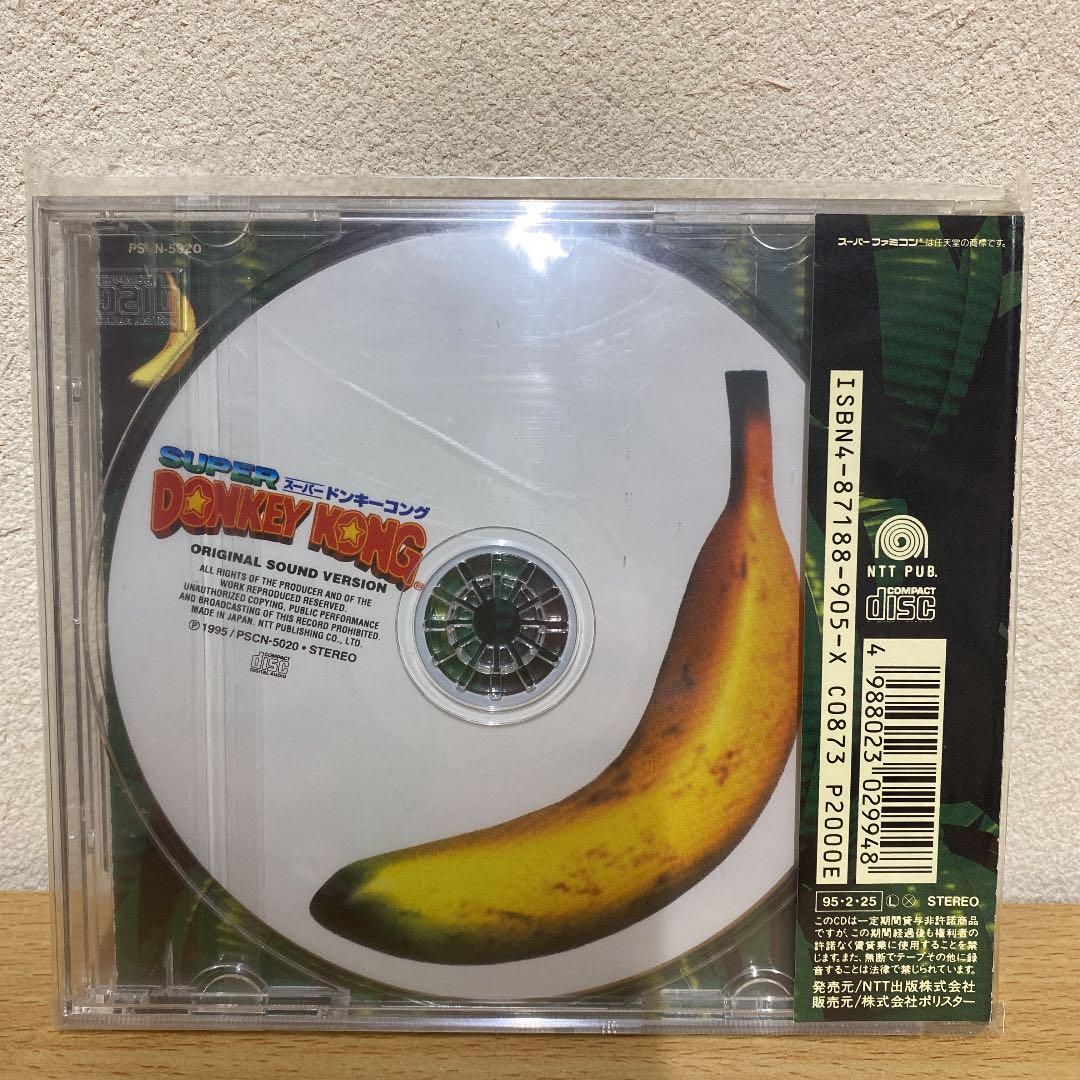 PSCN-5020
COMPACT
disc
DIGITAL AUDIO
SUPER
スーパードンキーコング
DONKEY KONG
ORIGINAL SOUND VERSION
ALL RIGHTS OF THE PRODUCER AND OF THE
WORK REPRODUCED RESERVED.
UNAUTHORIZED COPYING, PUBLIC PERFORMANCE
AND BROADCASTING OF THIS RECORD PROHIBITED.
MADE IN JAPAN. NTT PUBLISHING CO., LTD.
Ⓟ1995/PSCN-5020・STEREO
COMPACT
disc
DIGITAL AUDIO
スーパーファミコン®は任天堂の商標です。
ISBN4-87188-905-X C0873 P2000E
NTT PUB.
COMPACT
disc
4 988023 029948
95・2・25 Ⓛ Ⓧ STEREO
このCDは一定期間貸与非許諾商品
ですが、この期間経過後も権利者の
許諾なく賃貸業に使用することを禁
じます。また、無断でテープその他に録
音することは法律で禁じられています。
発売元/NTT出版株式会社
販売元/株式会社ポリスター